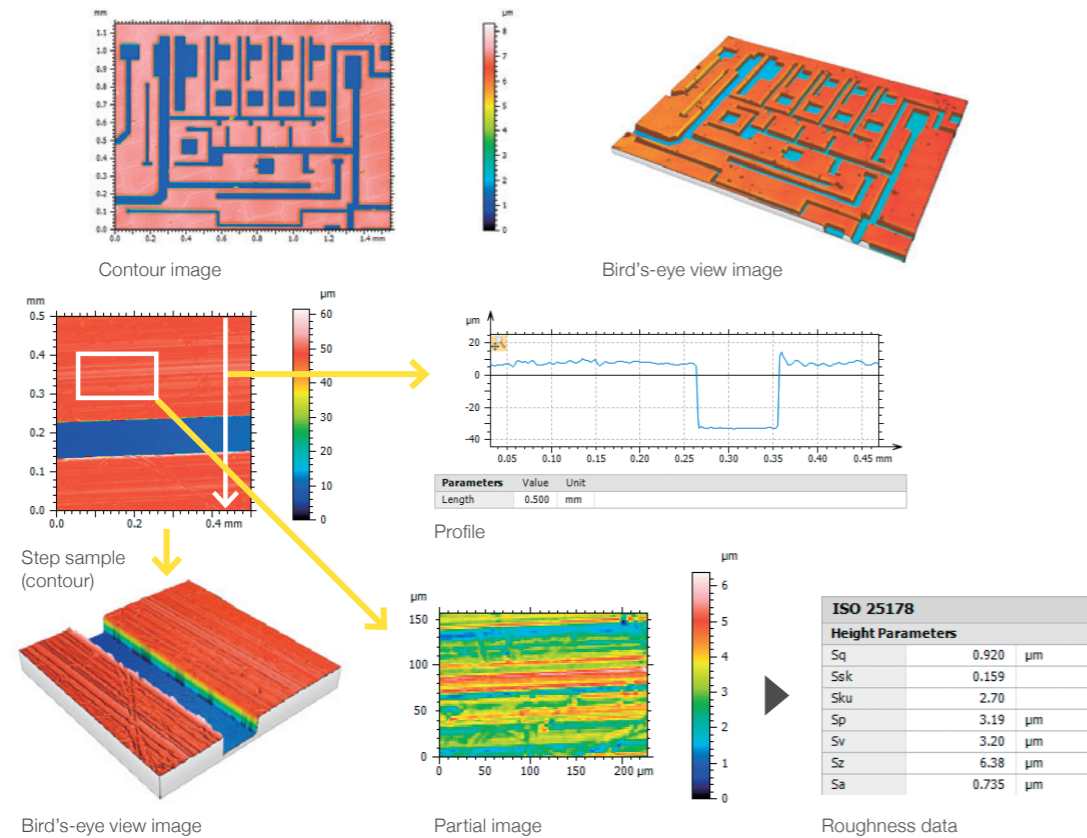 mm
1.1
1.0
0.9
0.8
0.7
0.6
0.5
0.4
0.3
0.2
0.1
0.0
0.0 0.2 0.4 0.6 0.8 1.0 1.2 1.4 mm
Contour image
µm
8
7
6
5
4
3
2
1
0
Bird's-eye view image
mm
0.5
0.4
0.3
0.2
0.1
0.0
0.0 0.2 0.4 mm
µm
60
50
40
30
20
10
0
Step sample
(contour)
µm
20
0
-20
-40
0.05 0.10 0.15 0.20 0.25 0.30 0.35 0.40 0.45 mm
Parameters Value Unit
Length 0.500 mm
Profile
Bird's-eye view image
µm
150
100
50
0
0 50 100 150 200 µm
µm
6
5
4
3
2
1
0
Partial image
ISO 25178
Height Parameters
Sq 0.920 µm
Ssk 0.159
Sku 2.70
Sp 3.19 µm
Sv 3.20 µm
Sz 6.38 µm
Sa 0.735 µm
Roughness data